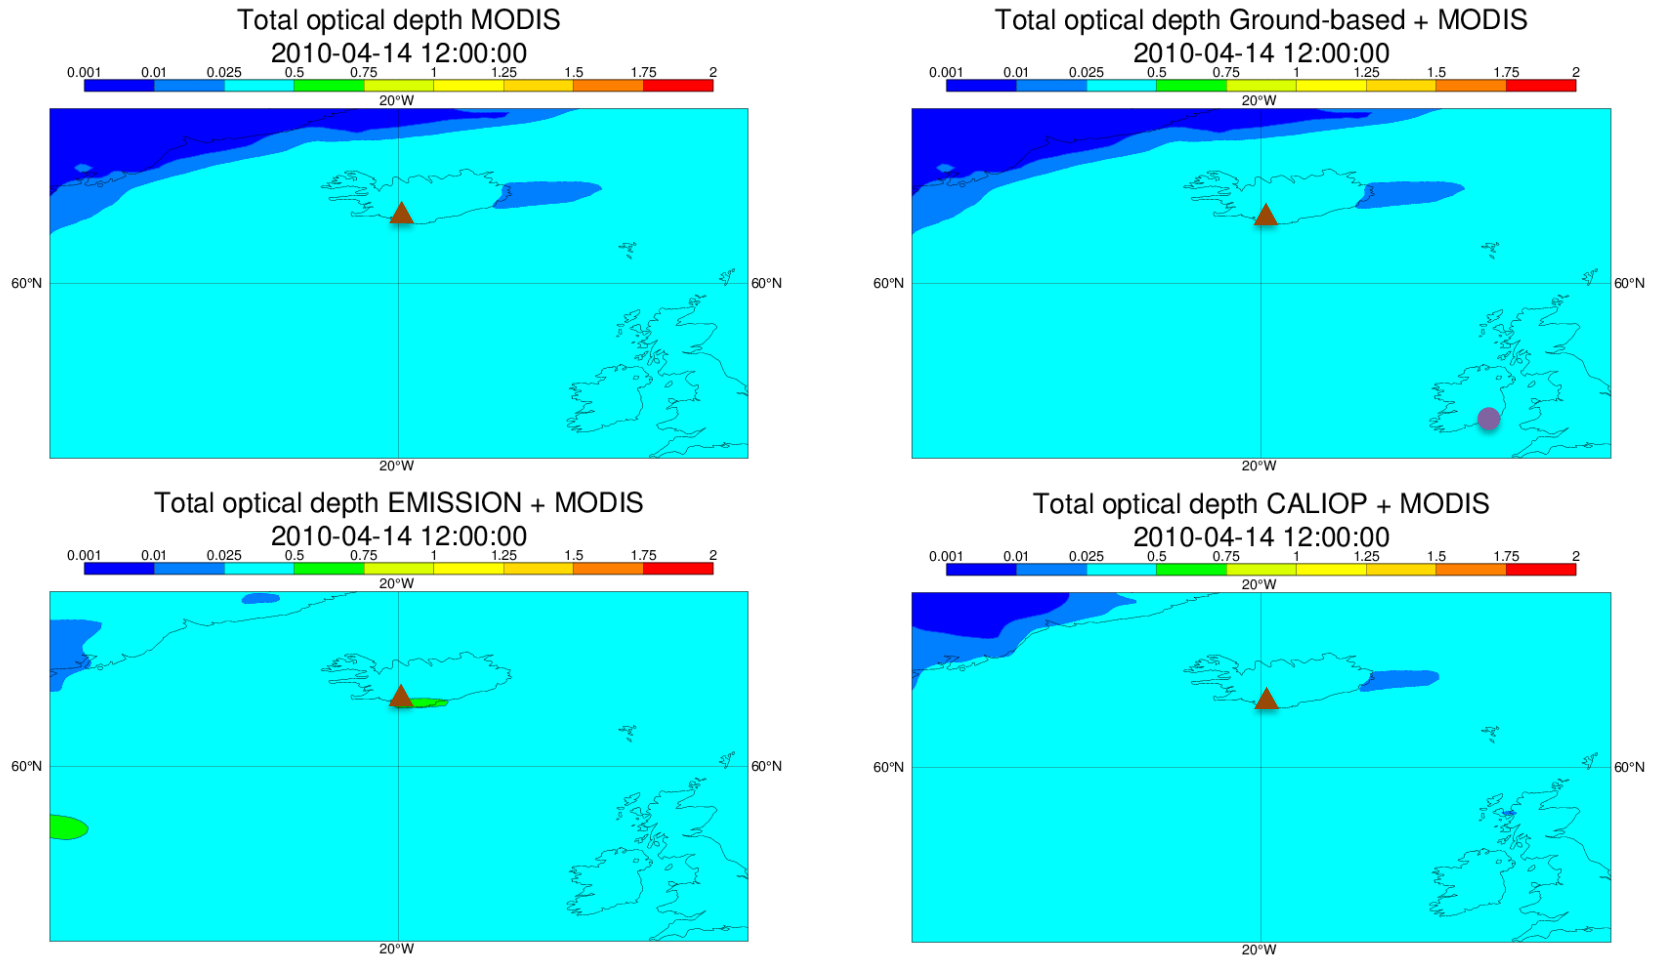 Total optical depth MODIS
2010-04-14 12:00:00
0.001 0.01 0.025 0.5 0.75 1 1.25 1.5 1.75 2
20°W
60°N 60°N
20°W
Total optical depth Ground-based + MODIS
2010-04-14 12:00:00
0.001 0.01 0.025 0.5 0.75 1 1.25 1.5 1.75 2
20°W
60°N 60°N
20°W
Total optical depth EMISSION + MODIS
2010-04-14 12:00:00
0.001 0.01 0.025 0.5 0.75 1 1.25 1.5 1.75 2
20°W
60°N 60°N
20°W
Total optical depth CALIOP + MODIS
2010-04-14 12:00:00
0.001 0.01 0.025 0.5 0.75 1 1.25 1.5 1.75 2
20°W
60°N 60°N
20°W